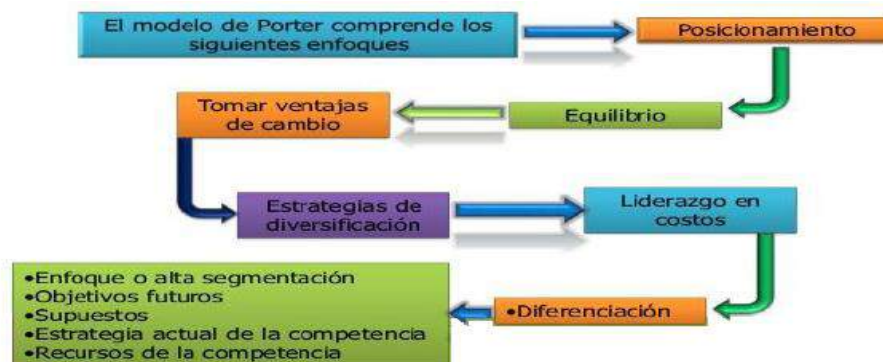 El modelo de Porter comprende los
siguientes enfoques
Posicionamiento
Equilibrio
Tomar ventajas
de cambio
Estrategias de
diversificación
Liderazgo en
costos
•Diferenciación
•Enfoque o alta segmentación
•Objetivos futuros
•Supuestos
•Estrategia actual de la competencia
•Recursos de la competencia